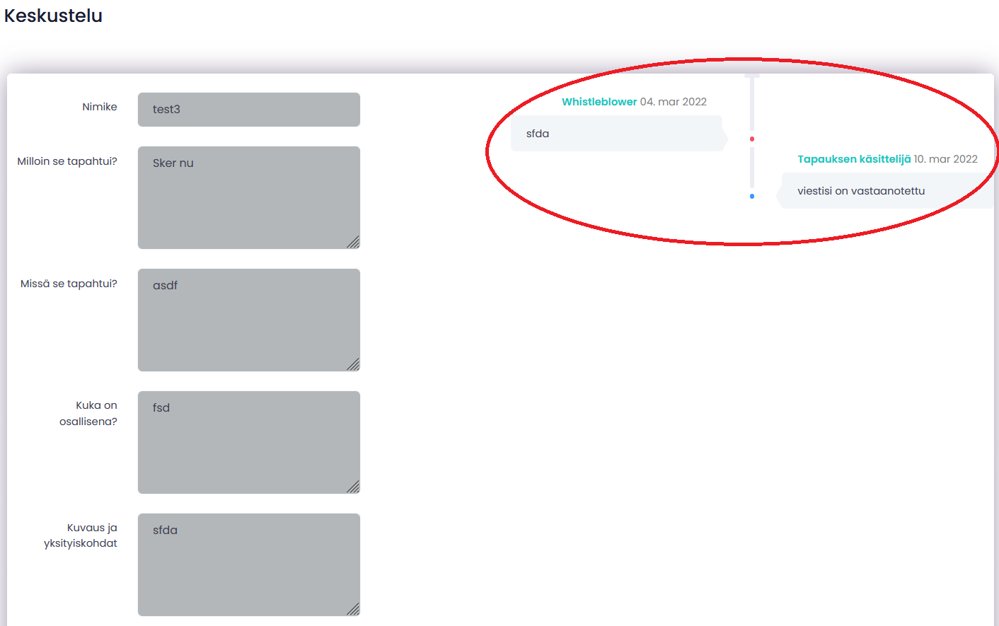 Keskustelu
Nimike
test3
Milloin se tapahtui?
Sker nu
Missä se tapahtui?
asdf
Kuka on
osallisena?
fsd
Kuvaus ja
yksityiskohdat
sfda
Whistleblower 04. mar 2022
sfda
Tapauksen käsittelijä 10. mar 2022
viestisi on vastaanotettu